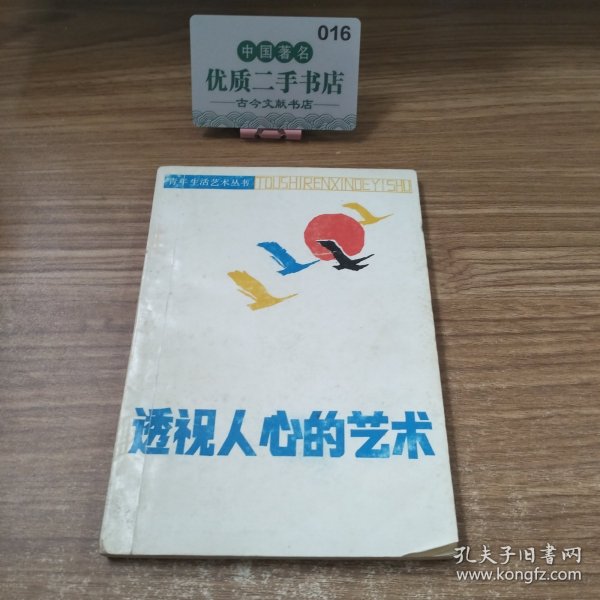 016
中国著名
优质二手书店
古今文献书店
青年生活艺术丛书 TOUSHIRENXINDEYISHU
透视人心的艺术
孔夫子旧书网
www.kongfz.com